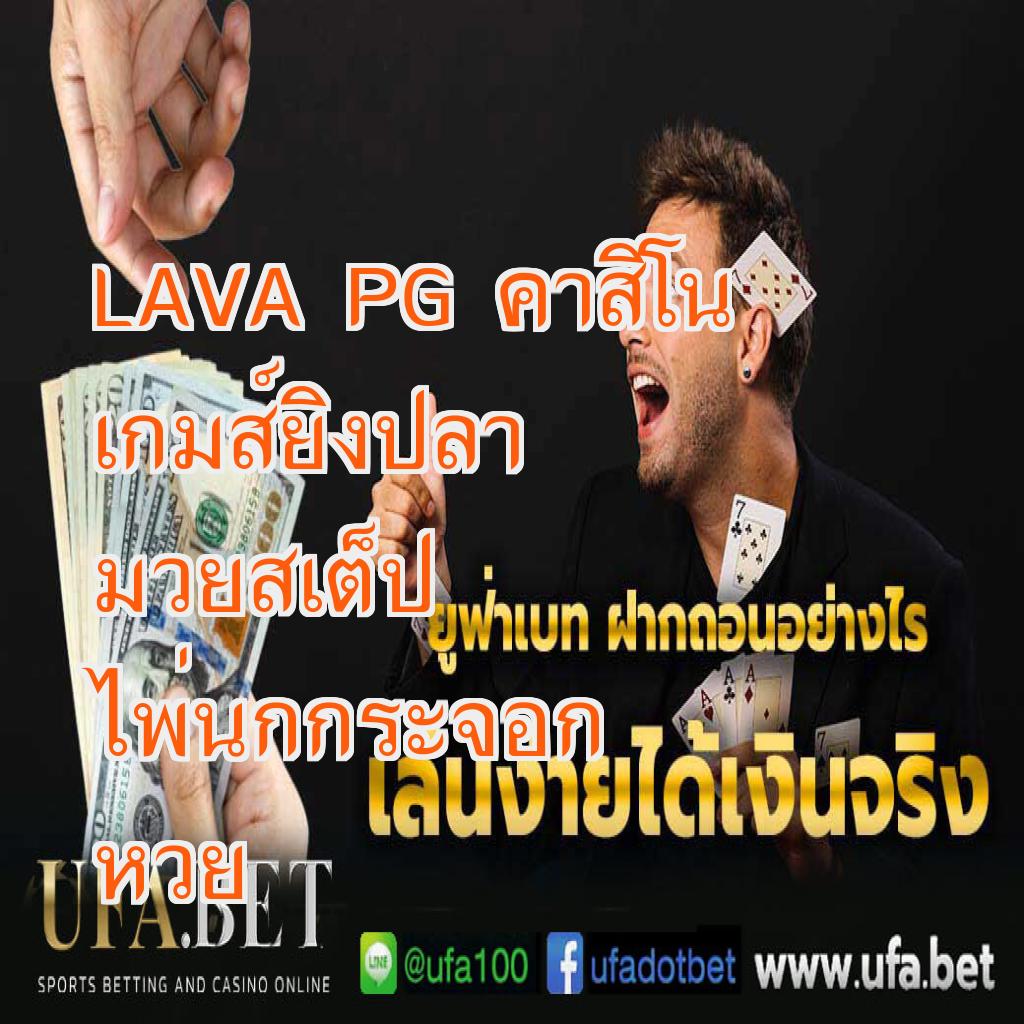 LAVA PG คาสิโน
เกมส์ยิงปลา
มวยสเต็ป
ยูฟ่าเบท ฝากถอนอย่างไร
ไพ่นกกระจอก
เล่นง่ายได้เงินจริง
หวย
UFA.BET
SPORTS BETTING AND CASINO ONLINE
LINE @ufa100 f ufadotbet www.ufa.bet